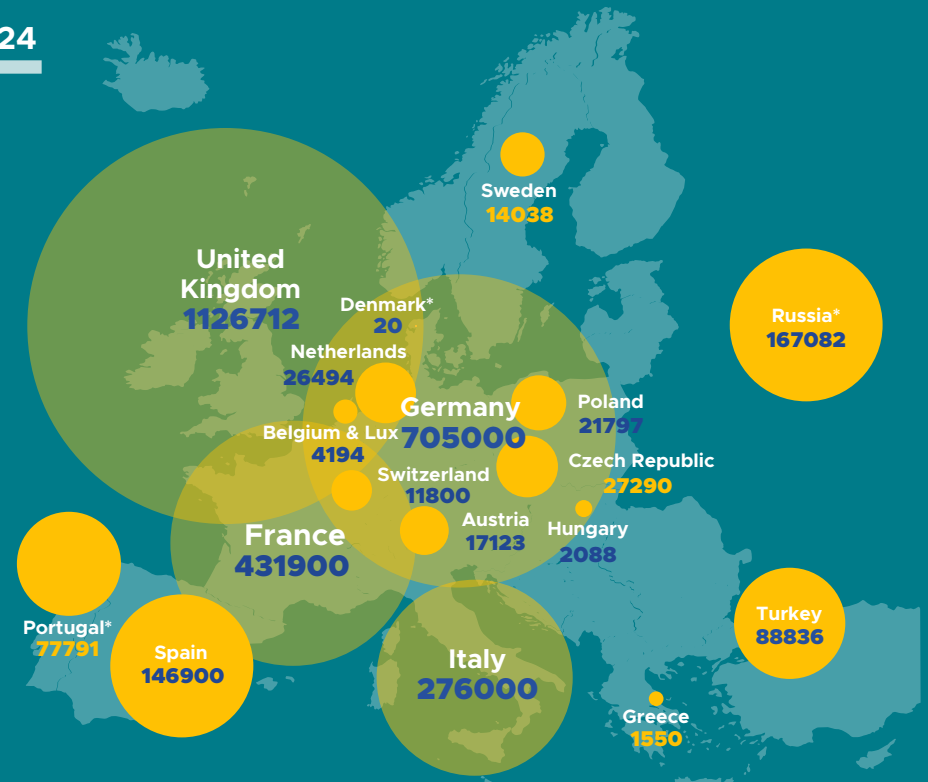 24
Sweden
14038
United
Kingdom
1126712
Denmark*
20
Russia*
167082
Netherlands
26494
Germany
705000
Poland
21797
Belgium & Lux
4194
Czech Republic
27290
Switzerland
11800
Austria
17123
Hungary
2088
France
431900
Portugal*
77791
Spain
146900
Italy
276000
Turkey
88836
Greece
1550